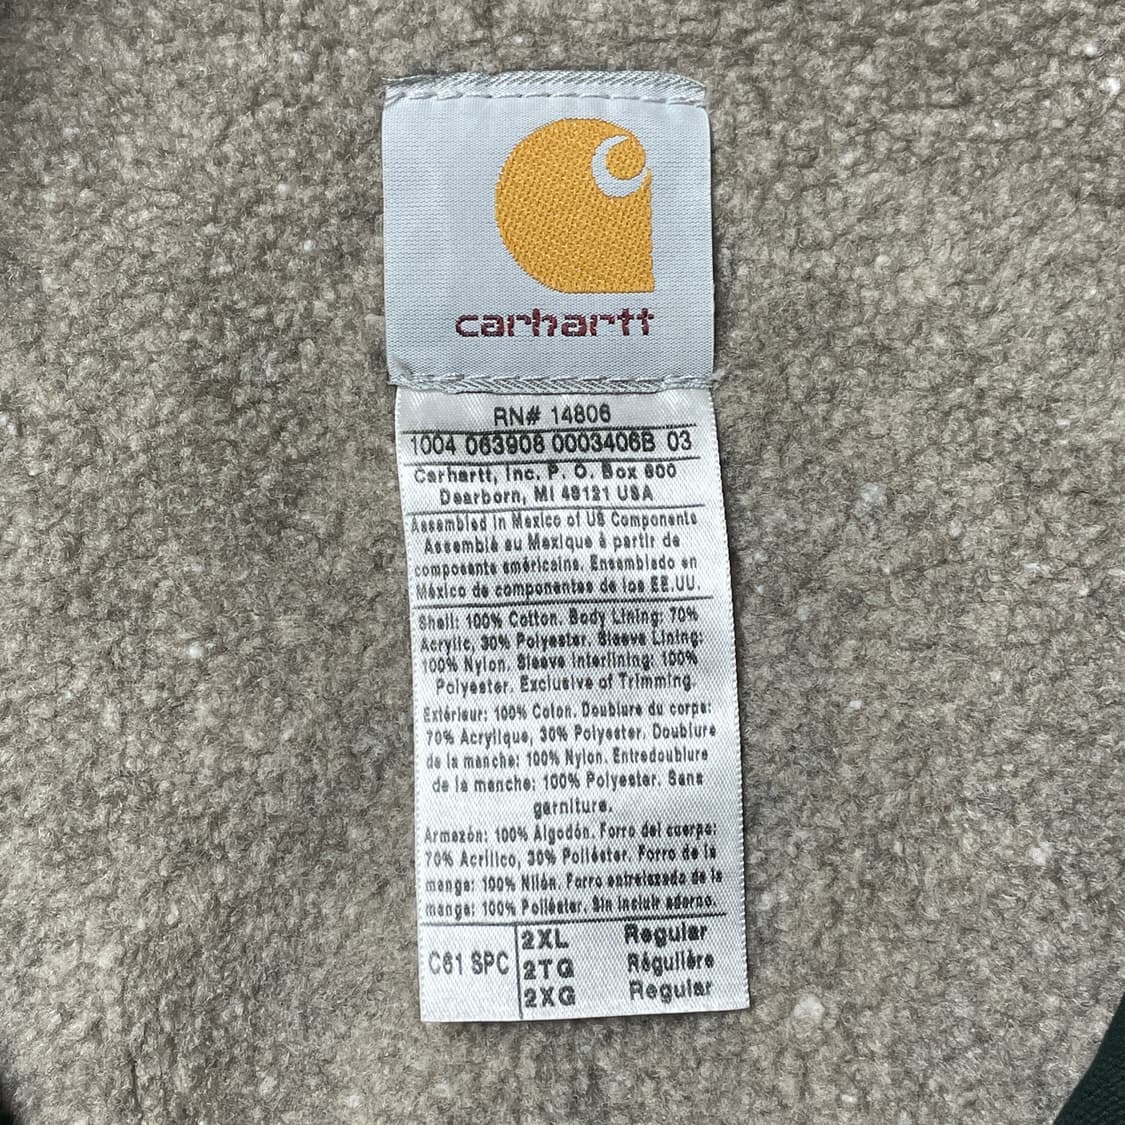 carhartt
RN# 14806
1004 063908 0003406B 03
Carhartt, Inc. P. O. Box 600
Dearborn, MI 49121 USA
Assembled in Mexico of US Components
Assemblé au Mexique à partir de
composants américains. Ensamblado en
México de componentes de los EE.UU.
Shell: 100% Cotton. Body Lining: 70%
Acrylic, 30% Polyester. Sleeve Lining:
100% Nylon. Sleeve Interlining: 100%
Polyester. Exclusive of Trimming.
Extérieur: 100% Coton. Doublure du corps:
70% Acrylique, 30% Polyester. Doublure
de la manche: 100% Nylon. Entredoublure
de la manche: 100% Polyester. Sans
garniture.
Armazón: 100% Algodón. Forro del cuerpo:
70% Acrílico, 30% Poliéster. Forro de la
manga: 100% Nilón. Forro entrelazado de la
manga: 100% Poliéster. Sin incluir adorno.
C61 SPC
2XL Regular
2TG Régulière
2XG Regular